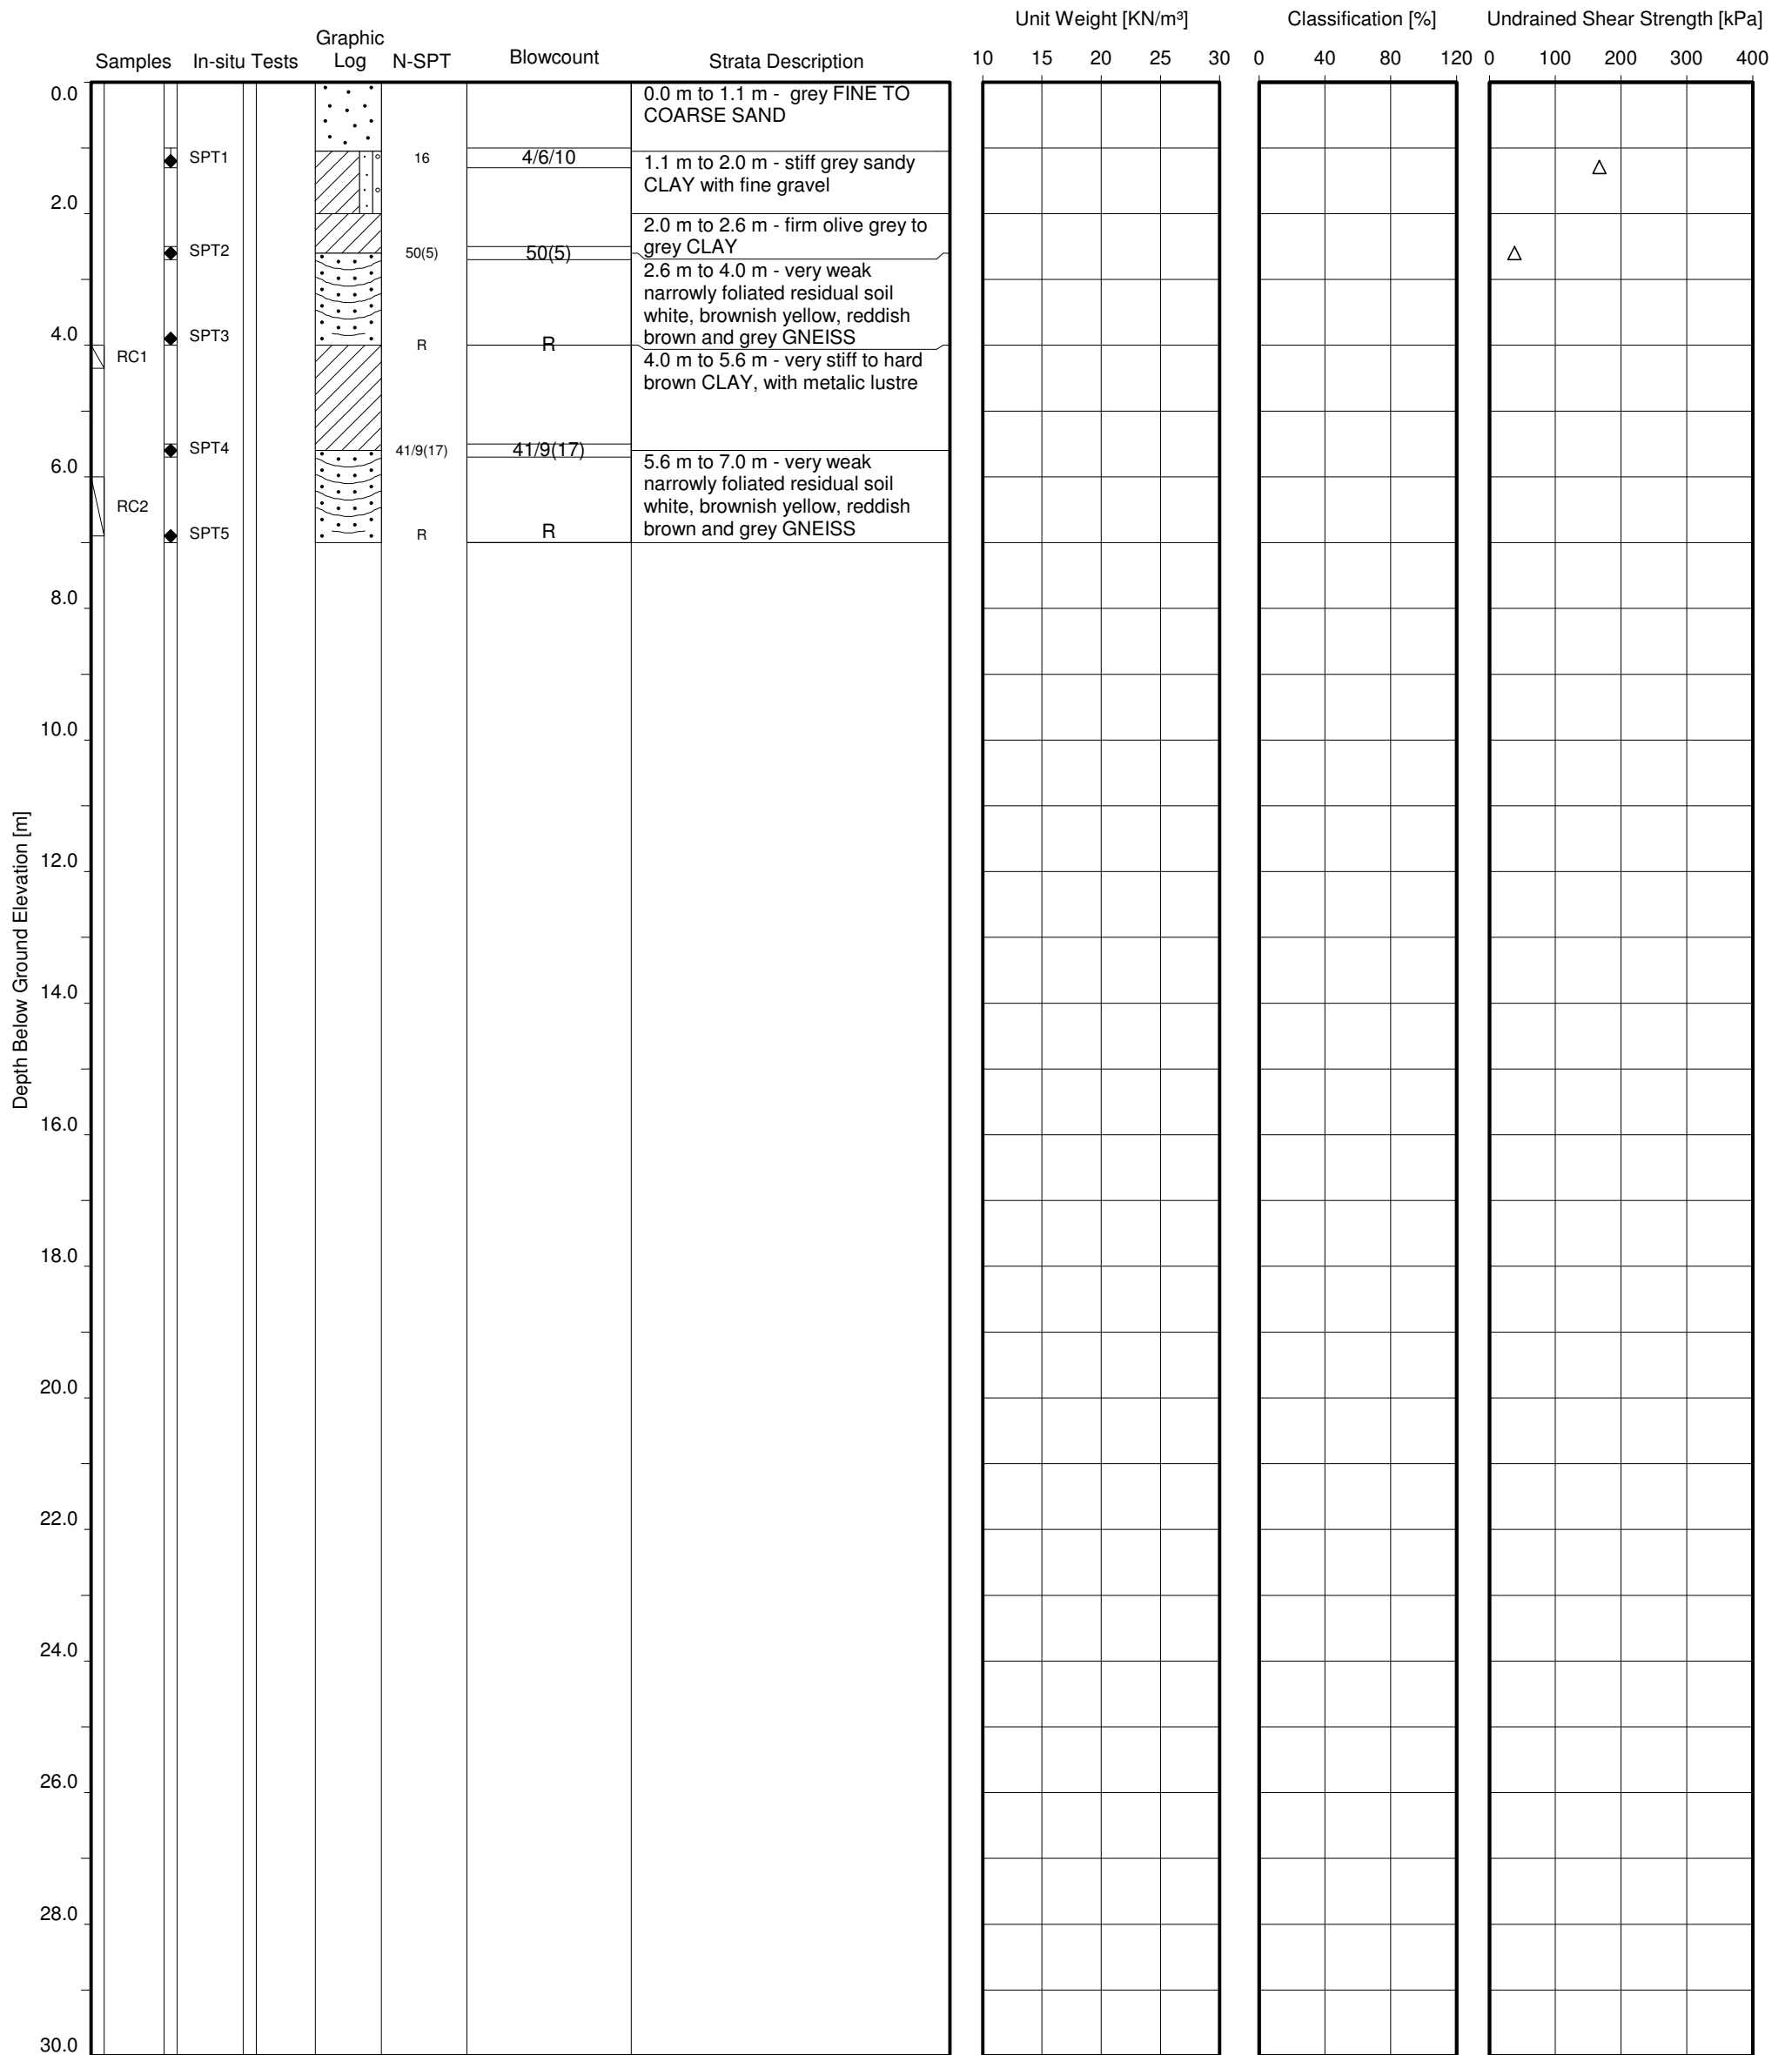 Unit Weight [KN/m³] Classification [%] Undrained Shear Strength [kPa]
Samples In-situ Tests Graphic Log N-SPT Blowcount Strata Description
10 15 20 25 30 0 40 80 120 0 100 200 300 400
0.0
0.0 m to 1.1 m - grey FINE TO
COARSE SAND
SPT1 16 4/6/10
1.1 m to 2.0 m - stiff grey sandy
CLAY with fine gravel
2.0
2.0 m to 2.6 m - firm olive grey to
grey CLAY
SPT2 50(5) 50(5)
2.6 m to 4.0 m - very weak
narrowly foliated residual soil
white, brownish yellow, reddish
brown and grey GNEISS
4.0
SPT3 R R
RC1
4.0 m to 5.6 m - very stiff to hard
brown CLAY, with metalic lustre
SPT4 41/9(17) 41/9(17)
6.0
5.6 m to 7.0 m - very weak
narrowly foliated residual soil
white, brownish yellow, reddish
brown and grey GNEISS
RC2
SPT5 R R
8.0
10.0
12.0
Depth Below Ground Elevation [m]
14.0
16.0
18.0
20.0
22.0
24.0
26.0
28.0
30.0